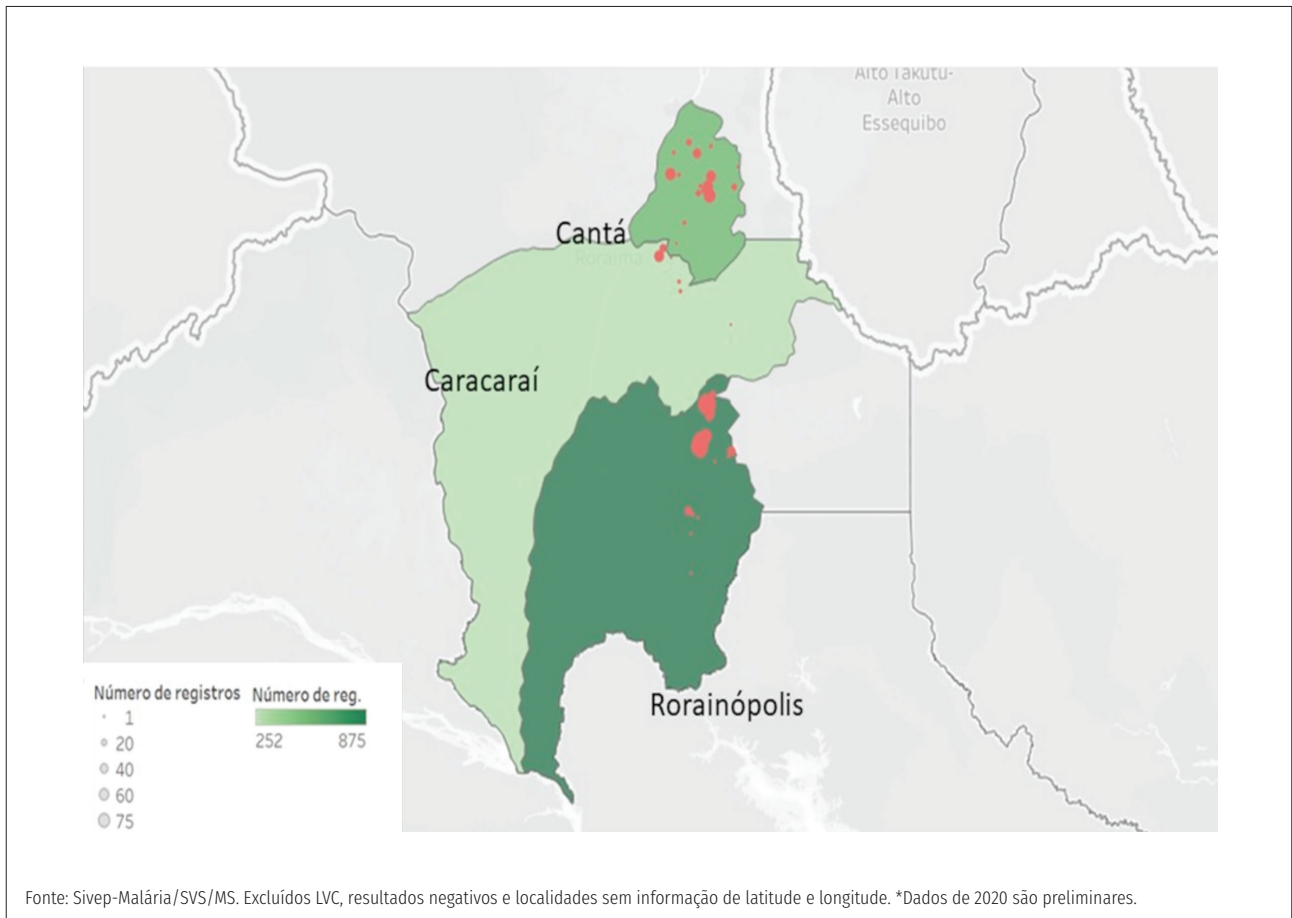 Alto Takutu-
Alto
Essequibo
Cantá
Roraima
Caracaraí
Rorainópolis
Número de registros
1
20
40
60
75
Número de reg.
252 875
Fonte: Sivep-Malária/SVS/MS. Excluídos LVC, resultados negativos e localidades sem informação de latitude e longitude. *Dados de 2020 são preliminares.